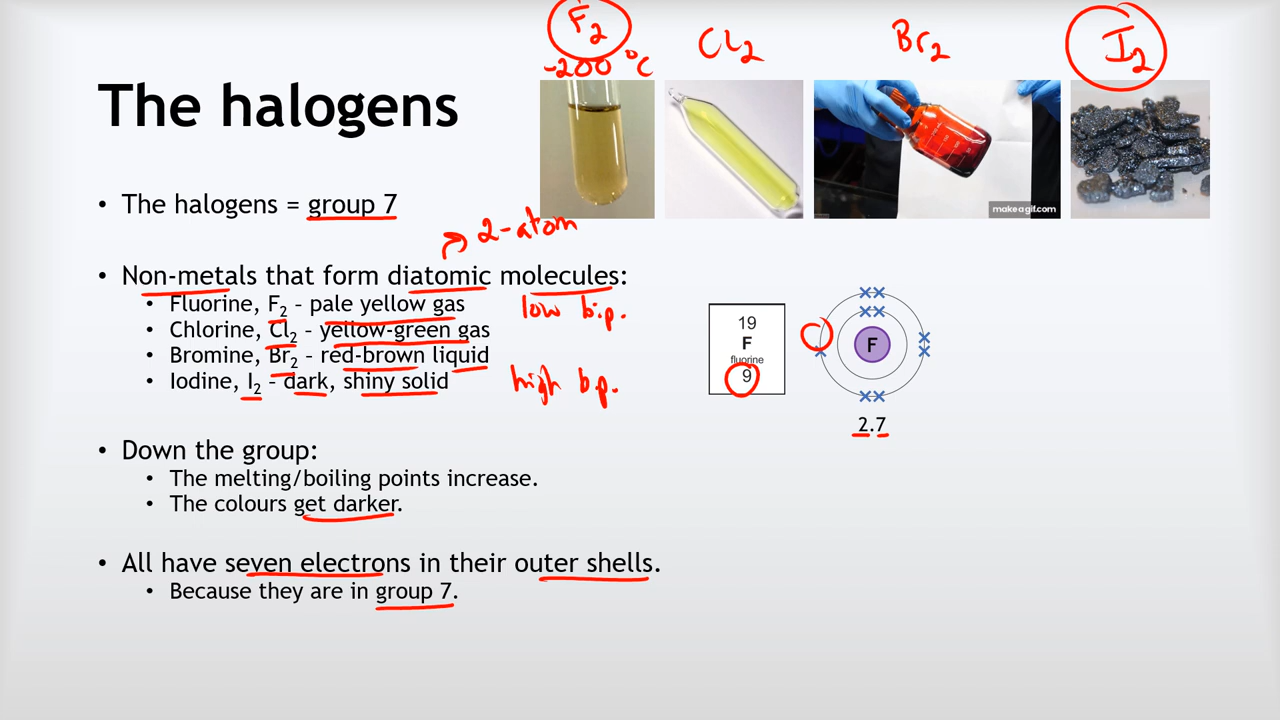 F₂
-200 °C
Cl₂
Br₂
I₂
The halogens
makeagif.com
• The halogens = group 7
→ 2-atom
• Non-metals that form diatomic molecules:
• Fluorine, F₂ – pale yellow gas
low b.p.
• Chlorine, Cl₂ – yellow-green gas
• Bromine, Br₂ – red-brown liquid
• Iodine, I₂ – dark, shiny solid
high b.p.
19
F
fluorine
9
F
2.7
• Down the group:
• The melting/boiling points increase.
• The colours get darker.
• All have seven electrons in their outer shells.
• Because they are in group 7.